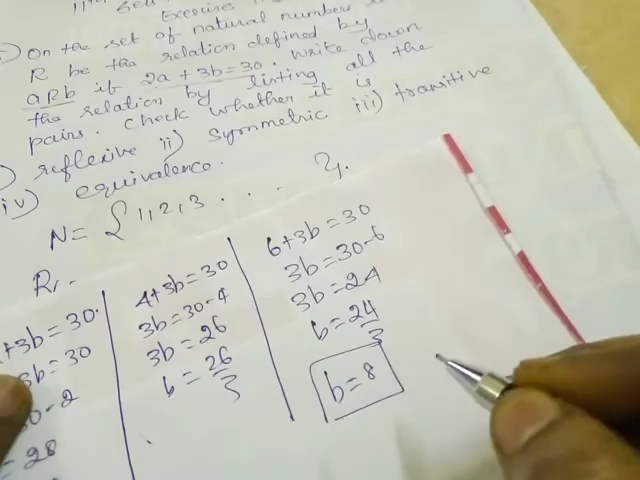 Exercise
On the set of natural numbers
R be the relation defined by
aRb if 2a + 3b = 30. write down
the relation by listing all the
pairs. Check whether it is
reflexive ii) symmetric iii) transitive
iv) equivalence.
N = { 1, 2, 3 . . . . }.
R, -
+3b = 30.
3b = 30
30-2
= 28
4+3b = 30
3b = 30-4
3b = 26
b = 26/3
6+3b = 30
3b = 30-6
3b = 24
b = 24/3
b = 8